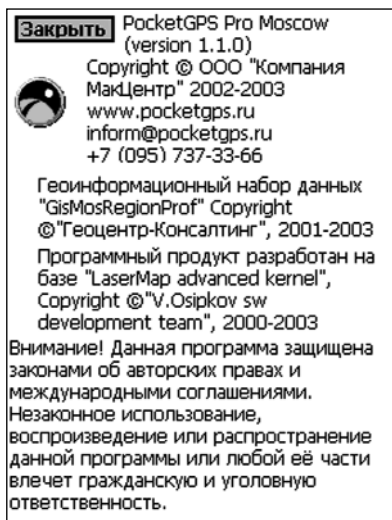 Закрыть PocketGPS Pro Moscow
(version 1.1.0)
Copyright © ООО "Компания
МакЦентр" 2002-2003
www.pocketgps.ru
inform@pocketgps.ru
+7 (095) 737-33-66
Геоинформационный набор данных
"GisMosRegionProf" Copyright
©"Геоцентр-Консалтинг", 2001-2003
Программный продукт разработан на
базе "LaserMap advanced kernel",
Copyright ©"V.Osipkov sw
development team", 2000-2003
Внимание! Данная программа защищена
законами об авторских правах и
международными соглашениями.
Незаконное использование,
воспроизведение или распространение
данной программы или любой её части
влечет гражданскую и уголовную
ответственность.